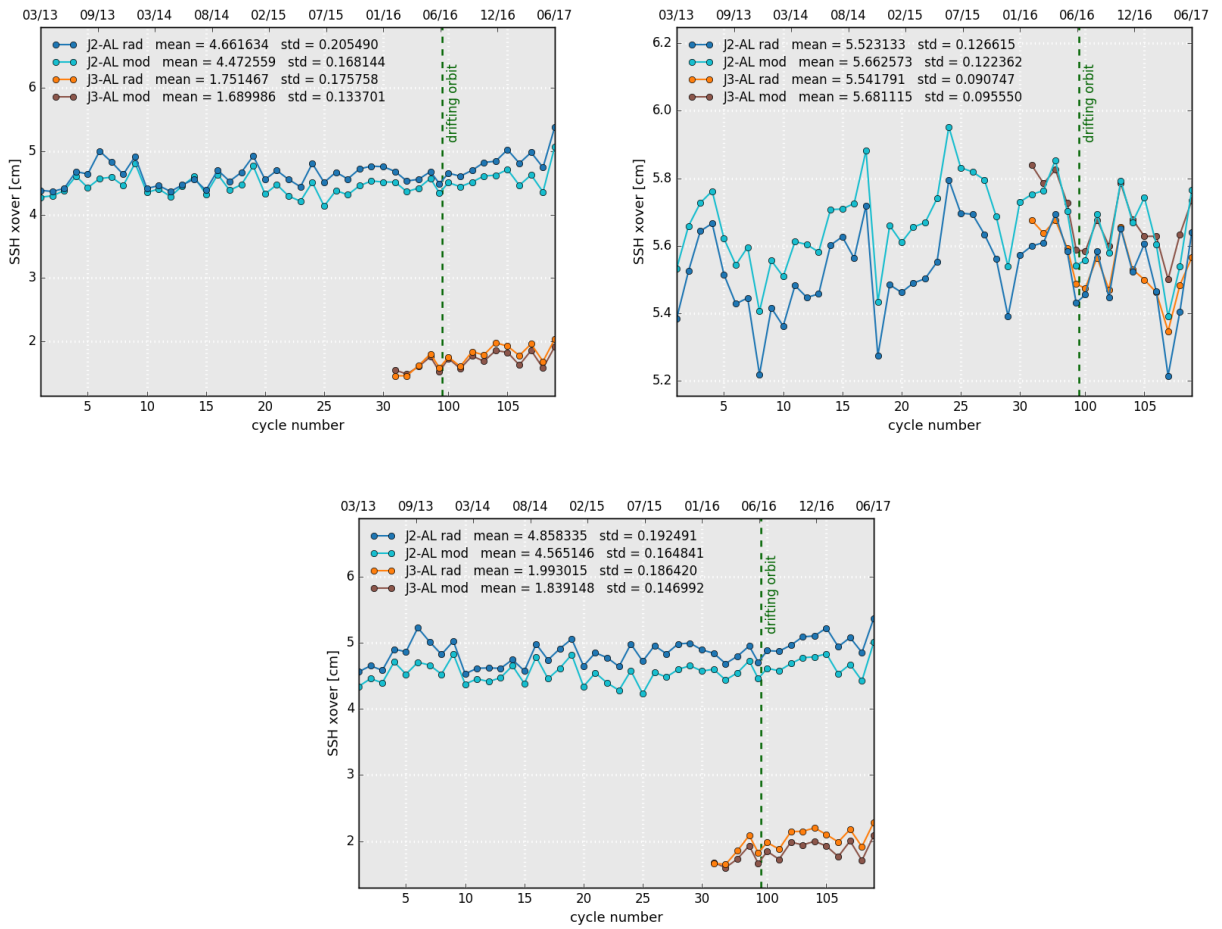 03/13 09/13 03/14 08/14 02/15 07/15 01/16 06/16 12/16 06/17
J2-AL rad mean = 4.661634 std = 0.205490
J2-AL mod mean = 4.472559 std = 0.168144
J3-AL rad mean = 1.751467 std = 0.175758
J3-AL mod mean = 1.689986 std = 0.133701
drifting orbit
SSH xover [cm]
6
5
4
3
2
5 10 15 20 25 30 100 105
cycle number
03/13 09/13 03/14 08/14 02/15 07/15 01/16 06/16 12/16 06/17
J2-AL rad mean = 5.523133 std = 0.126615
J2-AL mod mean = 5.662573 std = 0.122362
J3-AL rad mean = 5.541791 std = 0.090747
J3-AL mod mean = 5.681115 std = 0.095550
drifting orbit
SSH xover [cm]
6.2
6.0
5.8
5.6
5.4
5.2
5 10 15 20 25 30 100 105
cycle number
03/13 09/13 03/14 08/14 02/15 07/15 01/16 06/16 12/16 06/17
J2-AL rad mean = 4.858335 std = 0.192491
J2-AL mod mean = 4.565146 std = 0.164841
J3-AL rad mean = 1.993015 std = 0.186420
J3-AL mod mean = 1.839148 std = 0.146992
drifting orbit
SSH xover [cm]
6
5
4
3
2
5 10 15 20 25 30 100 105
cycle number